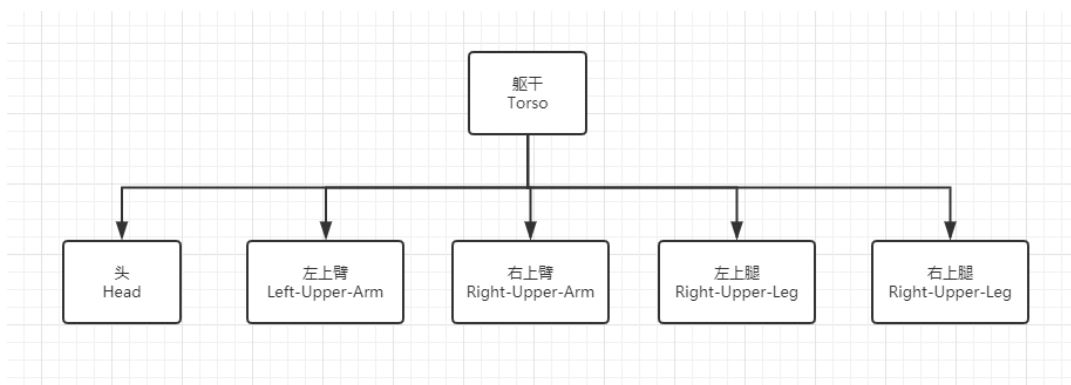 躯干
Torso
头
Head
左上臂
Left-Upper-Arm
右上臂
Right-Upper-Arm
左上腿
Right-Upper-Leg
右上腿
Right-Upper-Leg